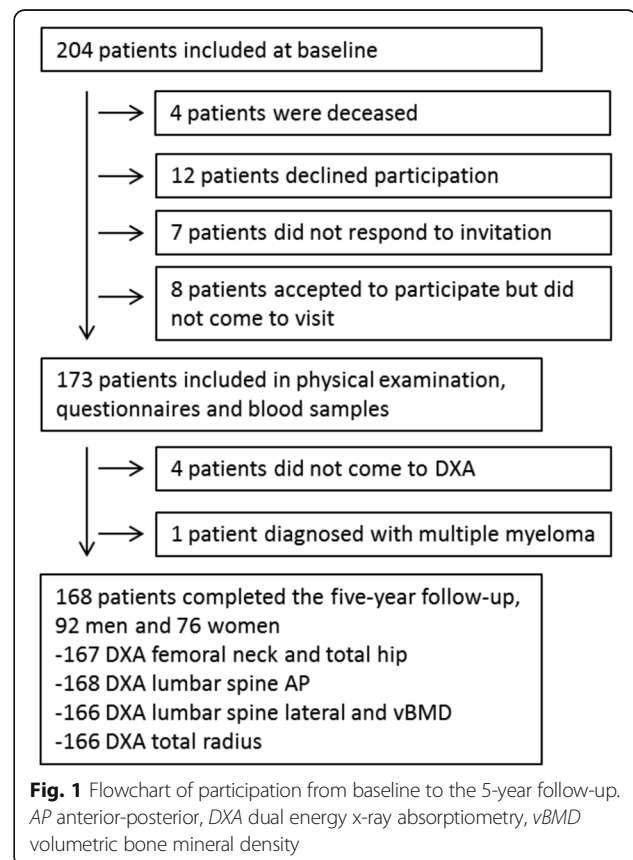 204 patients included at baseline
4 patients were deceased
12 patients declined participation
7 patients did not respond to invitation
8 patients accepted to participate but did
not come to visit
173 patients included in physical examination,
questionnaires and blood samples
4 patients did not come to DXA
1 patient diagnosed with multiple myeloma
168 patients completed the five-year follow-up,
92 men and 76 women
-167 DXA femoral neck and total hip
-168 DXA lumbar spine AP
-166 DXA lumbar spine lateral and vBMD
-166 DXA total radius
Fig. 1 Flowchart of participation from baseline to the 5-year follow-up.
AP anterior-posterior, DXA dual energy x-ray absorptiometry, vBMD
volumetric bone mineral density